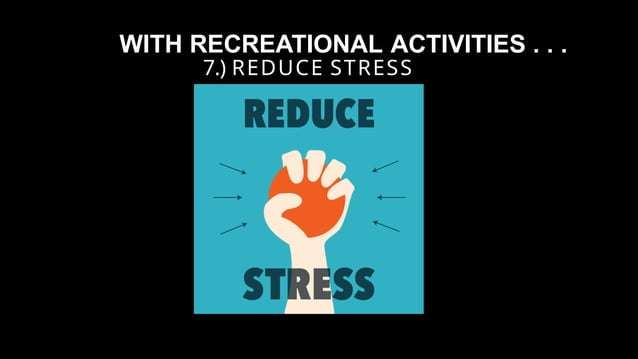 WITH RECREATIONAL ACTIVITIES . . .
7.) REDUCE STRESS
REDUCE
STRESS